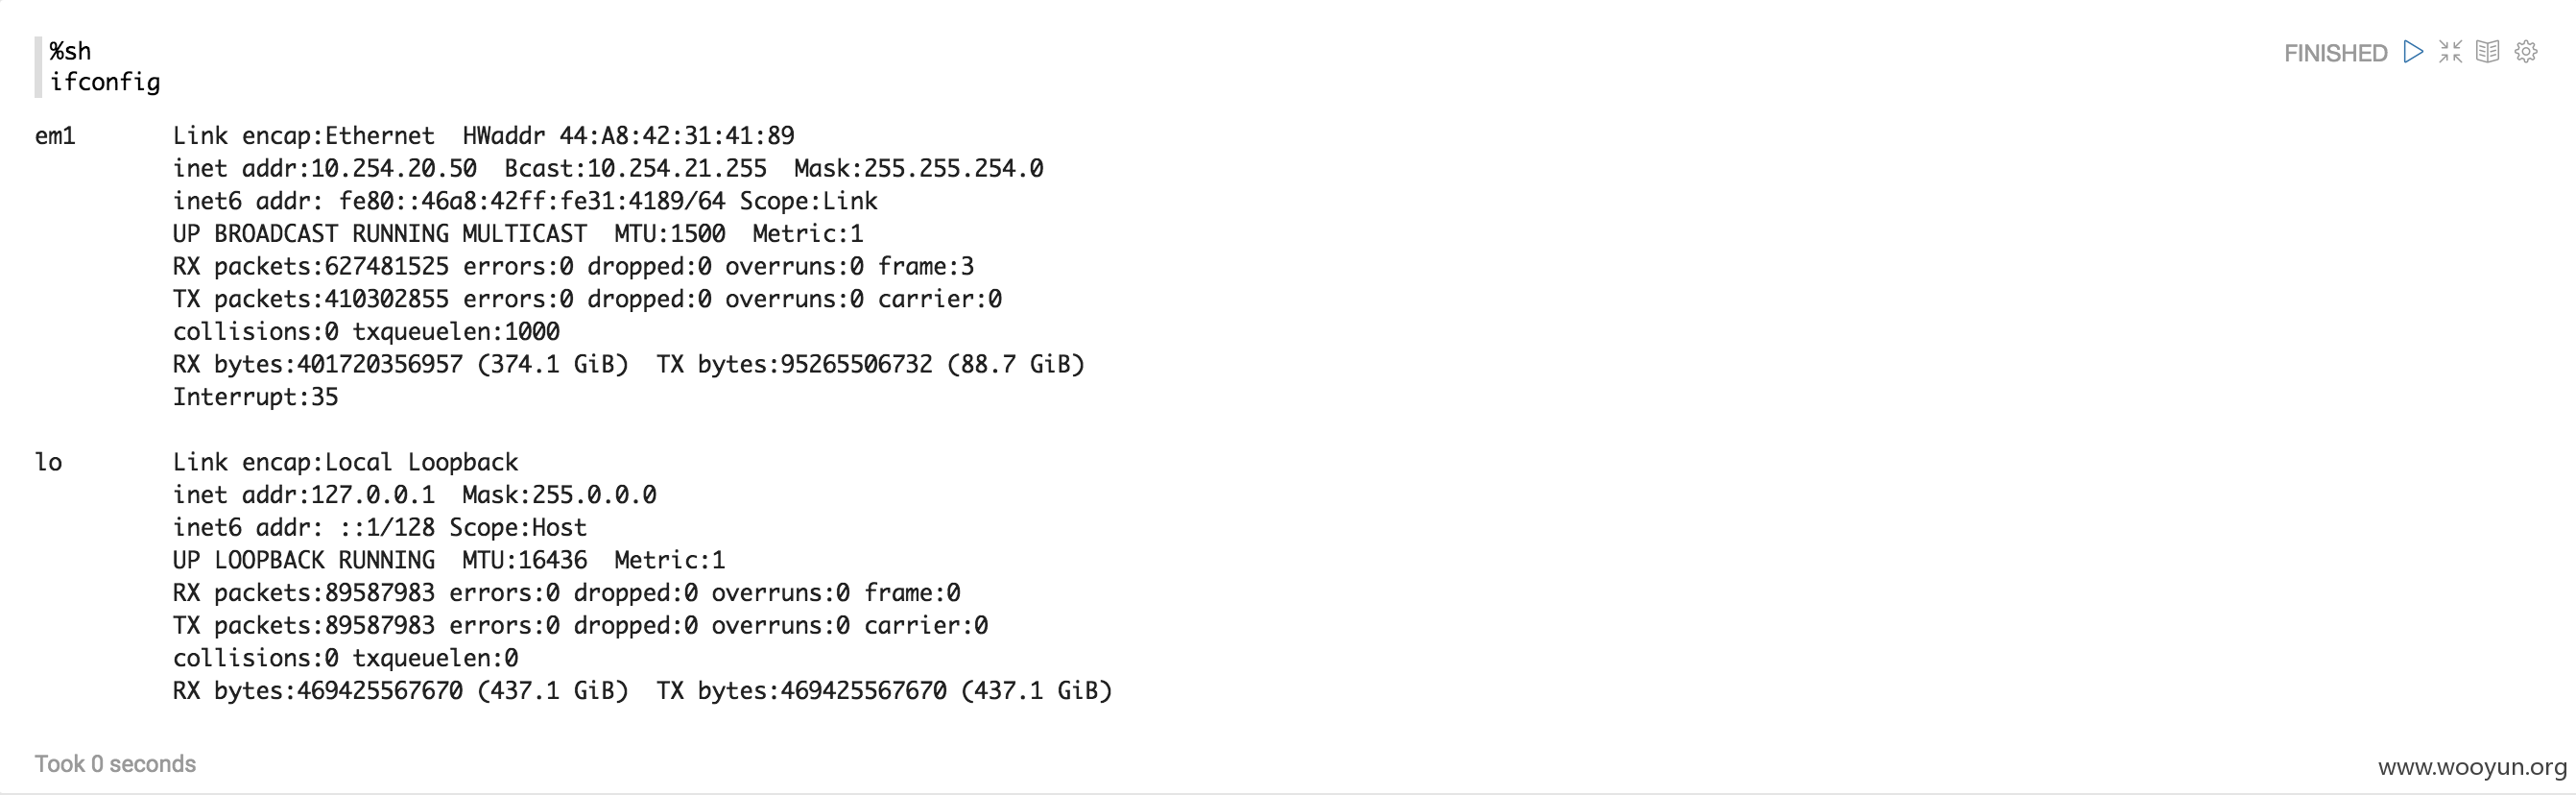 %sh
FINISHED
ifconfig
em1 Link encap:Ethernet HWaddr 44:A8:42:31:41:89
inet addr:10.254.20.50 Bcast:10.254.21.255 Mask:255.255.254.0
inet6 addr: fe80::46a8:42ff:fe31:4189/64 Scope:Link
UP BROADCAST RUNNING MULTICAST MTU:1500 Metric:1
RX packets:627481525 errors:0 dropped:0 overruns:0 frame:3
TX packets:410302855 errors:0 dropped:0 overruns:0 carrier:0
collisions:0 txqueuelen:1000
RX bytes:401720356957 (374.1 GiB) TX bytes:95265506732 (88.7 GiB)
Interrupt:35
lo Link encap:Local Loopback
inet addr:127.0.0.1 Mask:255.0.0.0
inet6 addr: ::1/128 Scope:Host
UP LOOPBACK RUNNING MTU:16436 Metric:1
RX packets:89587983 errors:0 dropped:0 overruns:0 frame:0
TX packets:89587983 errors:0 dropped:0 overruns:0 carrier:0
collisions:0 txqueuelen:0
RX bytes:469425567670 (437.1 GiB) TX bytes:469425567670 (437.1 GiB)
Took 0 seconds
www.wooyun.org